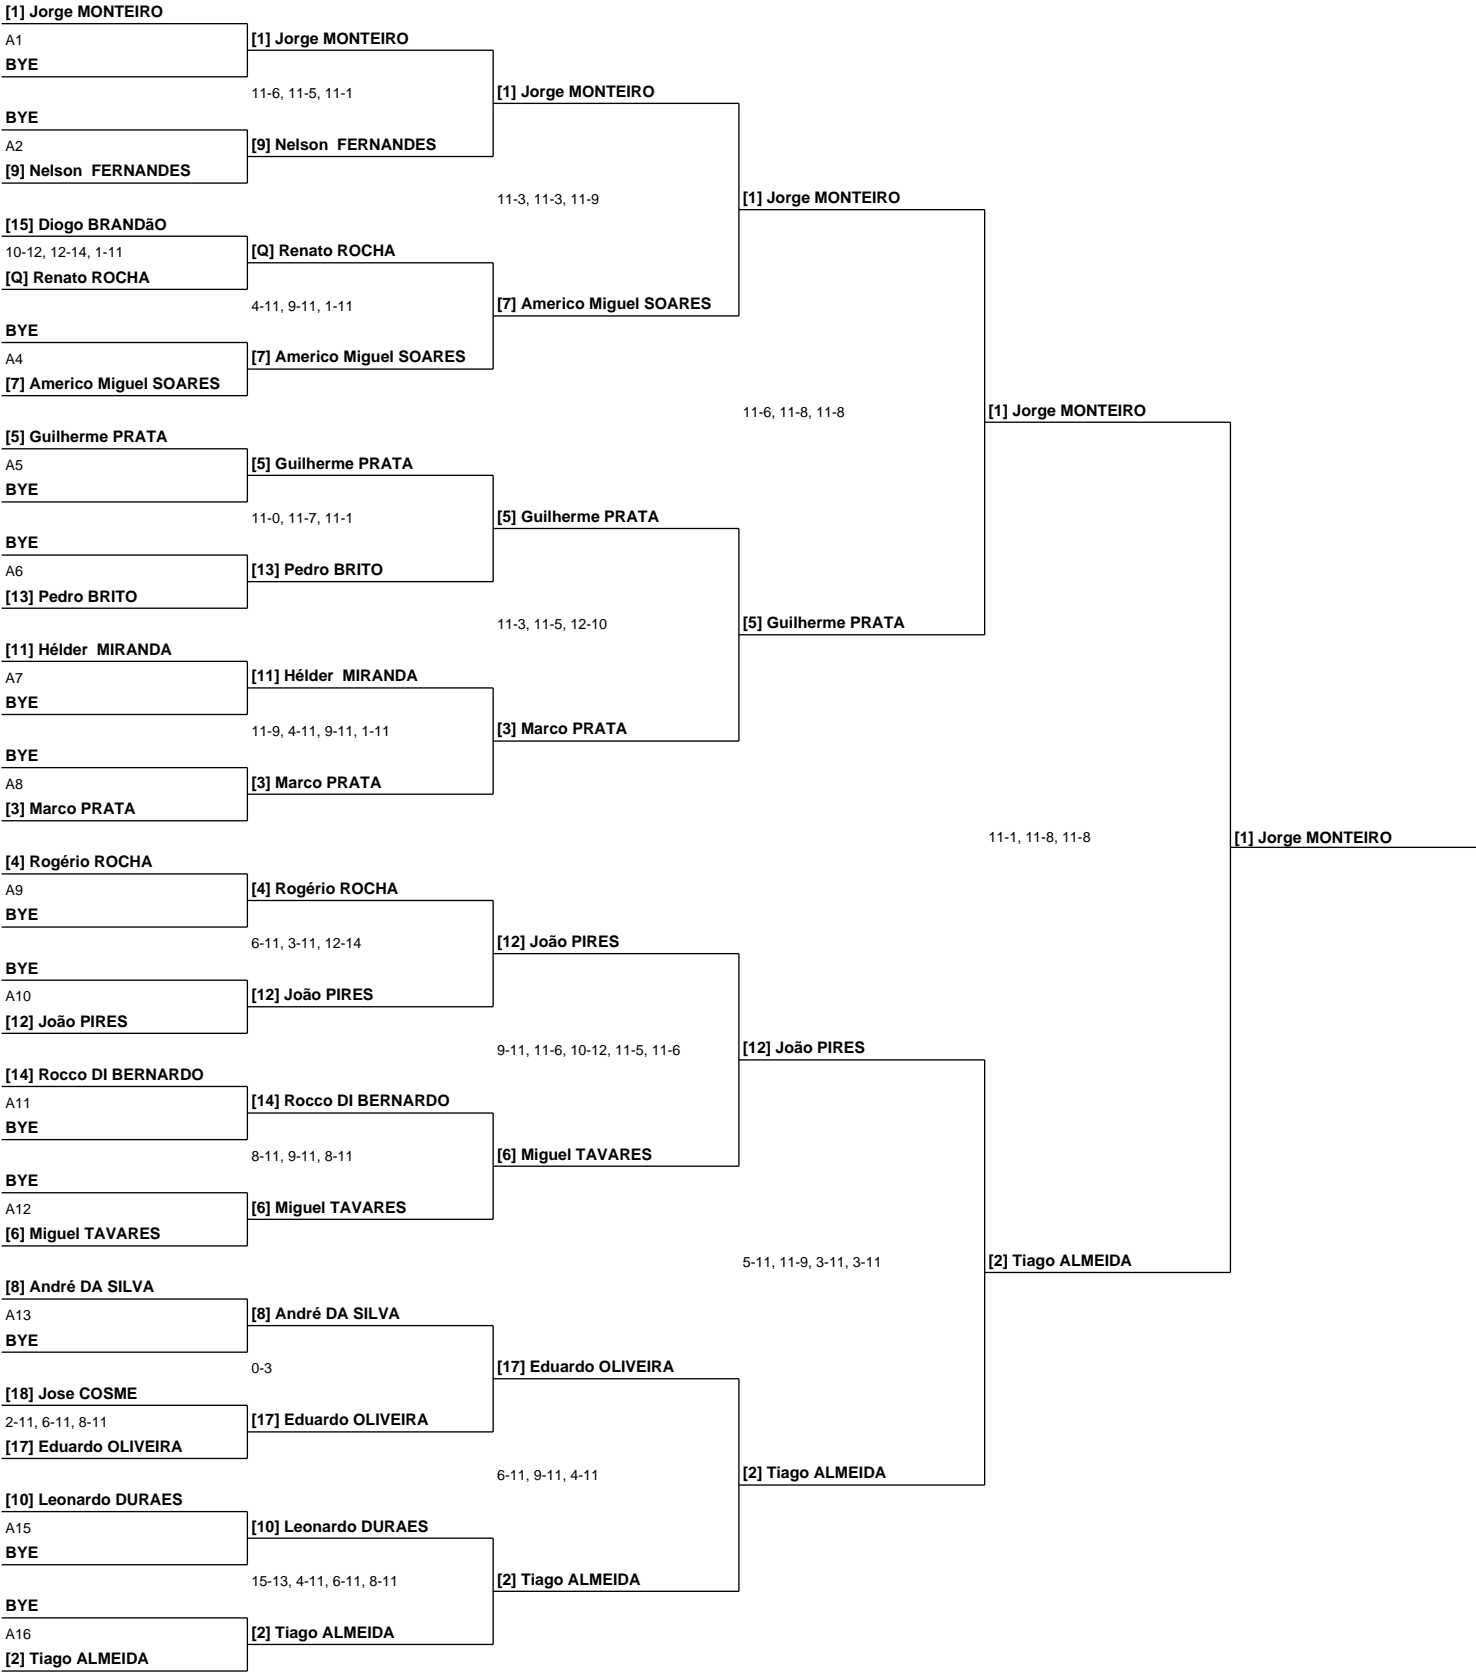 [1] Jorge MONTEIRO
A1
[1] Jorge MONTEIRO
BYE
11-6, 11-5, 11-1
[1] Jorge MONTEIRO
BYE
A2
[9] Nelson  FERNANDES
[9] Nelson  FERNANDES
11-3, 11-3, 11-9
[1] Jorge MONTEIRO
[15] Diogo BRANDãO
10-12, 12-14, 1-11
[Q] Renato ROCHA
[Q] Renato ROCHA
4-11, 9-11, 1-11
[7] Americo Miguel SOARES
BYE
A4
[7] Americo Miguel SOARES
[7] Americo Miguel SOARES
11-6, 11-8, 11-8
[1] Jorge MONTEIRO
[5] Guilherme PRATA
A5
[5] Guilherme PRATA
BYE
11-0, 11-7, 11-1
[5] Guilherme PRATA
BYE
A6
[13] Pedro BRITO
[13] Pedro BRITO
11-3, 11-5, 12-10
[5] Guilherme PRATA
[11] Hélder  MIRANDA
A7
[11] Hélder  MIRANDA
BYE
11-9, 4-11, 9-11, 1-11
[3] Marco PRATA
BYE
A8
[3] Marco PRATA
[3] Marco PRATA
11-1, 11-8, 11-8
[1] Jorge MONTEIRO
[4] Rogério ROCHA
A9
[4] Rogério ROCHA
BYE
6-11, 3-11, 12-14
[12] João PIRES
BYE
A10
[12] João PIRES
[12] João PIRES
9-11, 11-6, 10-12, 11-5, 11-6
[12] João PIRES
[14] Rocco DI BERNARDO
A11
[14] Rocco DI BERNARDO
BYE
8-11, 9-11, 8-11
[6] Miguel TAVARES
BYE
A12
[6] Miguel TAVARES
[6] Miguel TAVARES
5-11, 11-9, 3-11, 3-11
[2] Tiago ALMEIDA
[8] André DA SILVA
A13
[8] André DA SILVA
BYE
0-3
[17] Eduardo OLIVEIRA
[18] Jose COSME
2-11, 6-11, 8-11
[17] Eduardo OLIVEIRA
[17] Eduardo OLIVEIRA
6-11, 9-11, 4-11
[2] Tiago ALMEIDA
[10] Leonardo DURAES
A15
[10] Leonardo DURAES
BYE
15-13, 4-11, 6-11, 8-11
[2] Tiago ALMEIDA
BYE
A16
[2] Tiago ALMEIDA
[2] Tiago ALMEIDA